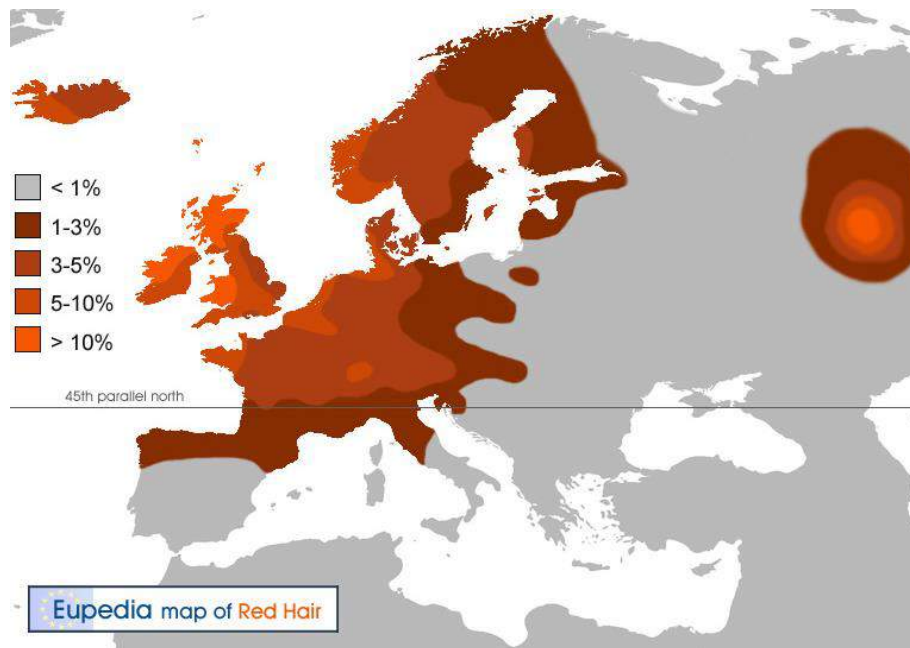 < 1%
1-3%
3-5%
5-10%
> 10%
45th parallel north
Eupedia map of Red Hair